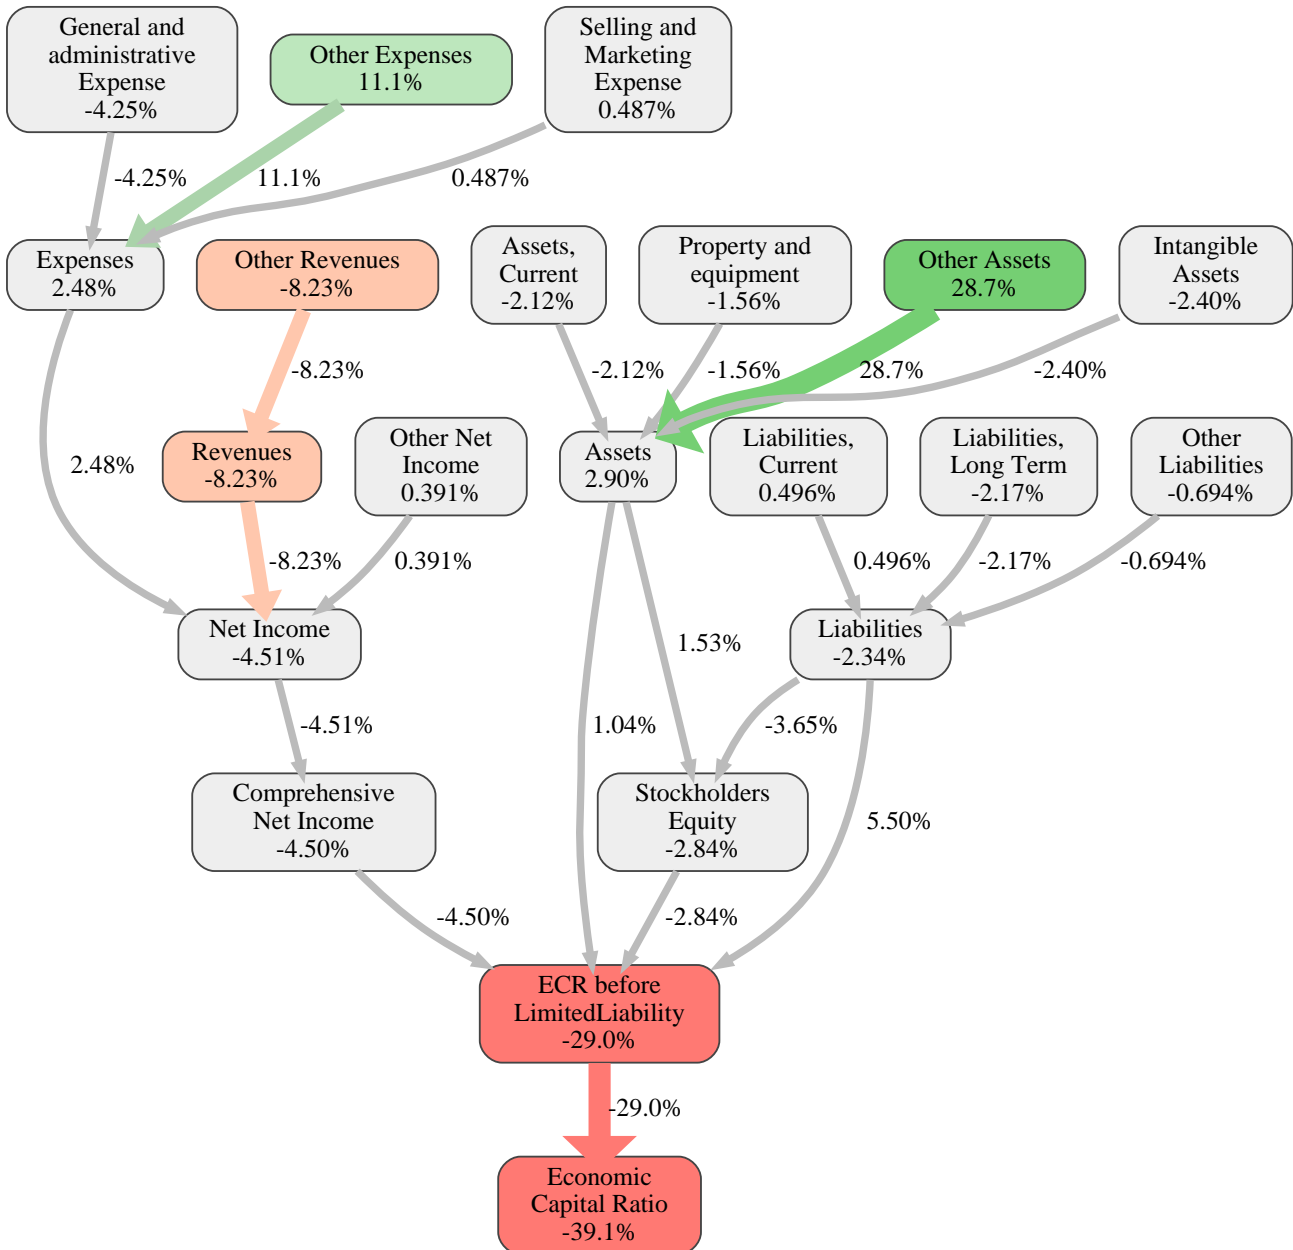 General and
administrative
Expense
-4.25%
Other Expenses
11.1%
Selling and
Marketing
Expense
0.487%
-4.25%
11.1%
0.487%
Expenses
2.48%
Other Revenues
-8.23%
Assets,
Current
-2.12%
Property and
equipment
-1.56%
Other Assets
28.7%
Intangible
Assets
-2.40%
-8.23%
-2.12%
-1.56%
28.7%
-2.40%
2.48%
Revenues
-8.23%
Other Net
Income
0.391%
Assets
2.90%
Liabilities,
Current
0.496%
Liabilities,
Long Term
-2.17%
Other
Liabilities
-0.694%
-8.23%
0.391%
0.496%
-2.17%
-0.694%
Net Income
-4.51%
1.53%
Liabilities
-2.34%
-4.51%
1.04%
-3.65%
Comprehensive
Net Income
-4.50%
Stockholders
Equity
-2.84%
5.50%
-4.50%
-2.84%
ECR before
LimitedLiability
-29.0%
-29.0%
Economic
Capital Ratio
-39.1%